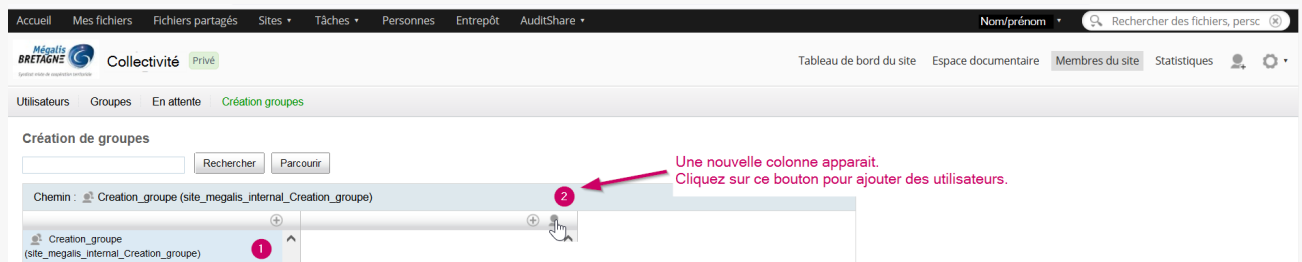 Accueil Mes fichiers Fichiers partagés Sites Tâches Personnes Entrepôt AuditShare Nom/prénom Rechercher des fichiers, persc
Mégalis
BRETAGNE
Collectivité Privé Tableau de bord du site Espace documentaire Membres du site Statistiques
Utilisateurs Groupes En attente Création groupes
Création de groupes
Rechercher Parcourir
Une nouvelle colonne apparait.
Cliquez sur ce bouton pour ajouter des utilisateurs.
Chemin : Creation_groupe (site_megalis_internal_Creation_groupe) 2
Creation_groupe
(site_megalis_internal_Creation_groupe) 1